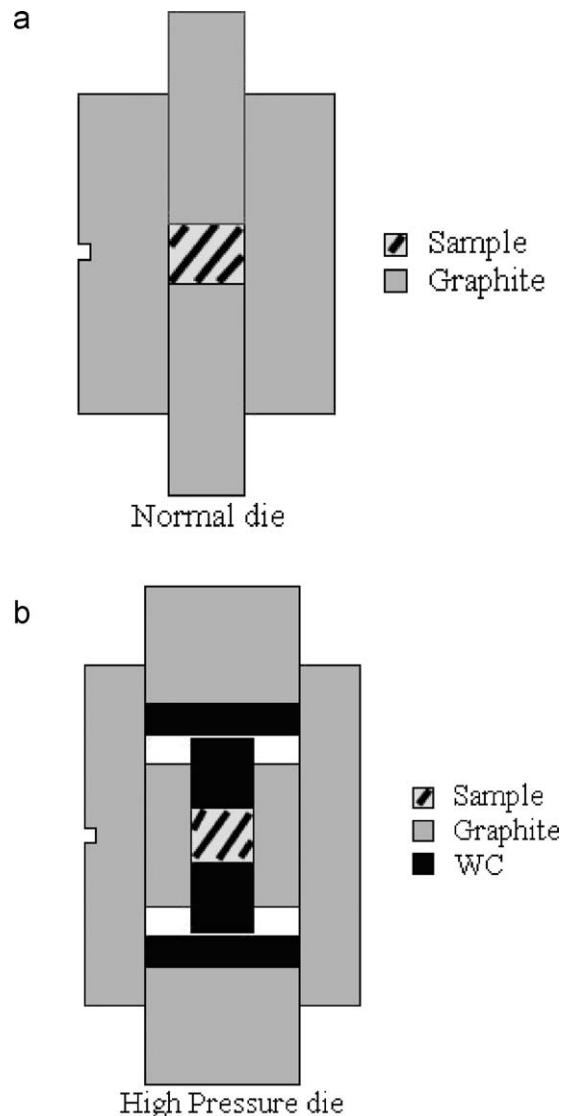 a
Sample
Graphite
Normal die
b
Sample
Graphite
WC
High Pressure die